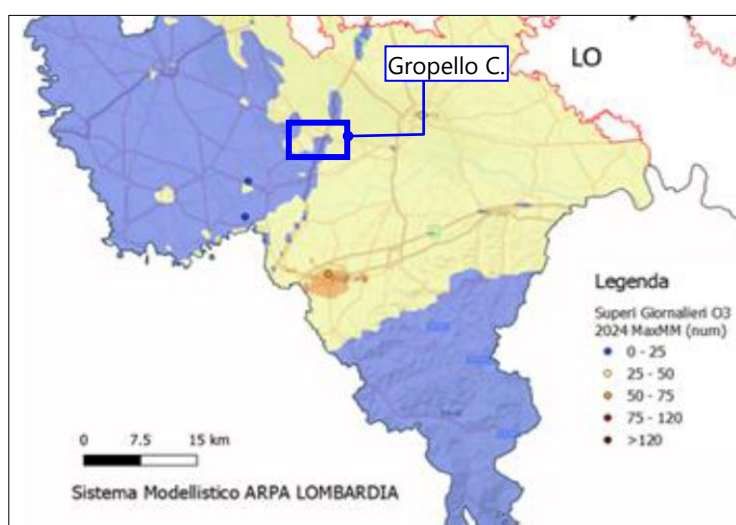 LO
Gropello C.
Legenda
Superi Giornalieri O3
2024 MaxMM (num)
0 - 25
25 - 50
50 - 75
75 - 120
>120
0 7.5 15 km
Sistema Modellistico ARPA LOMBARDIA